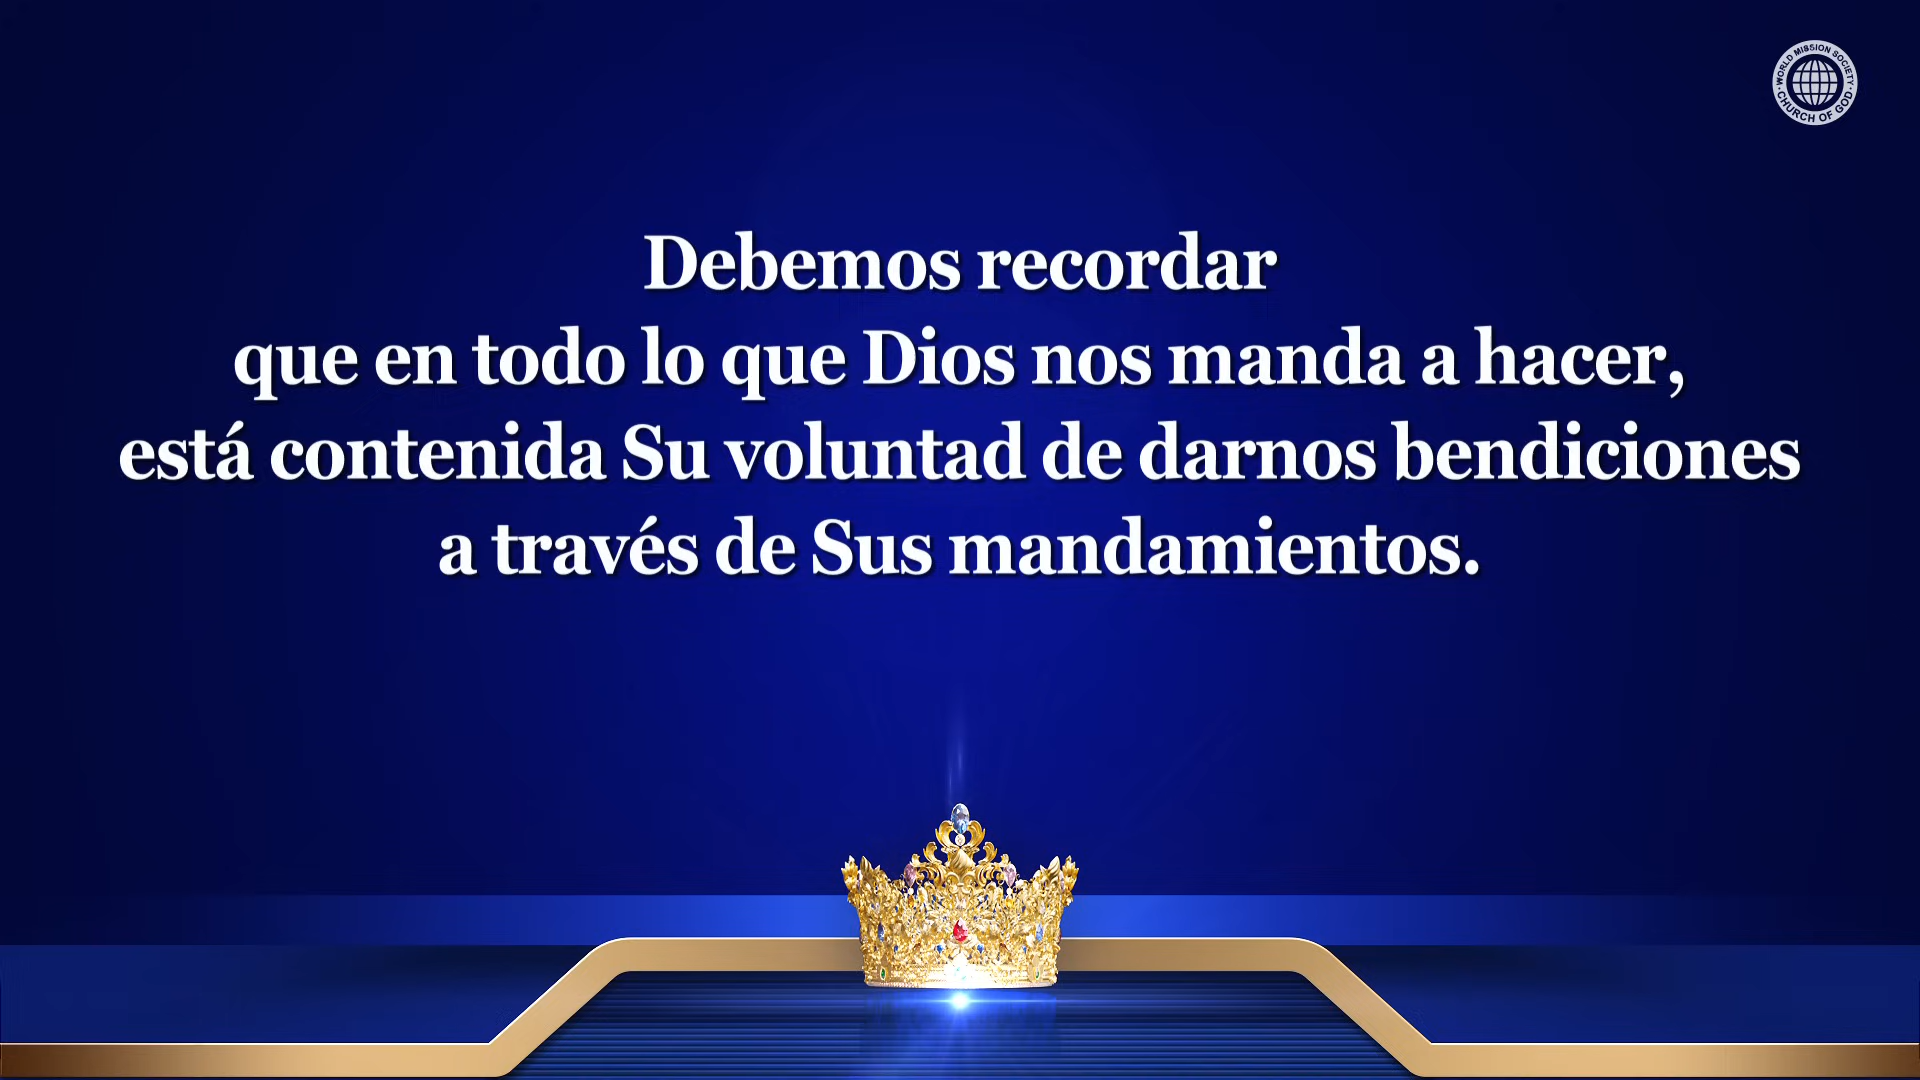 WORLD MISSION SOCIETY
CHURCH OF GOD
Debemos recordar
que en todo lo que Dios nos manda a hacer,
está contenida Su voluntad de darnos bendiciones
a través de Sus mandamientos.